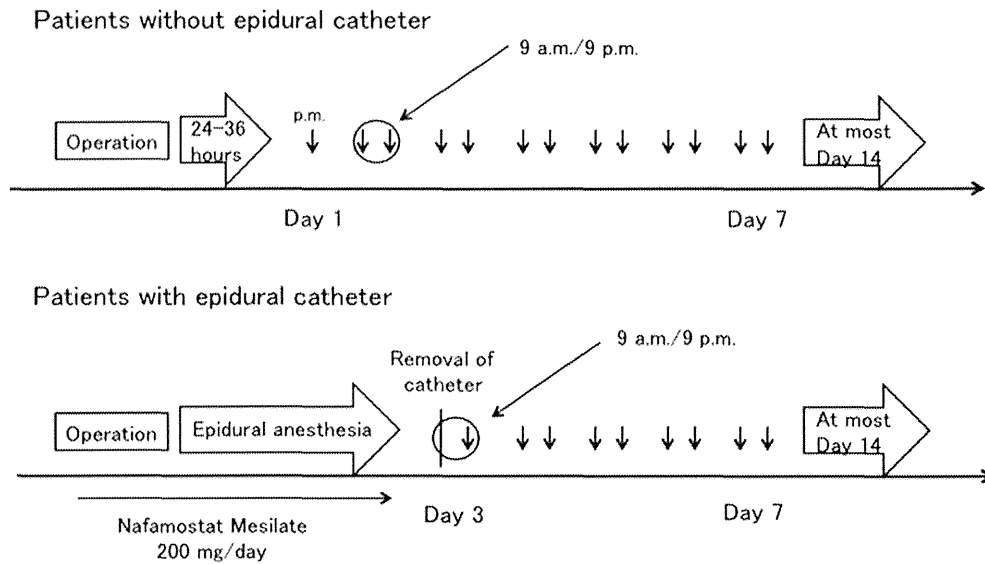 Patients without epidural catheter
9 a.m./9 p.m.
Operation
24-36
hours
p.m.
At most
Day 14
Day 1
Day 7
Patients with epidural catheter
9 a.m./9 p.m.
Removal of
catheter
Operation
Epidural anesthesia
At most
Day 14
Nafamostat Mesilate
200 mg/day
Day 3
Day 7